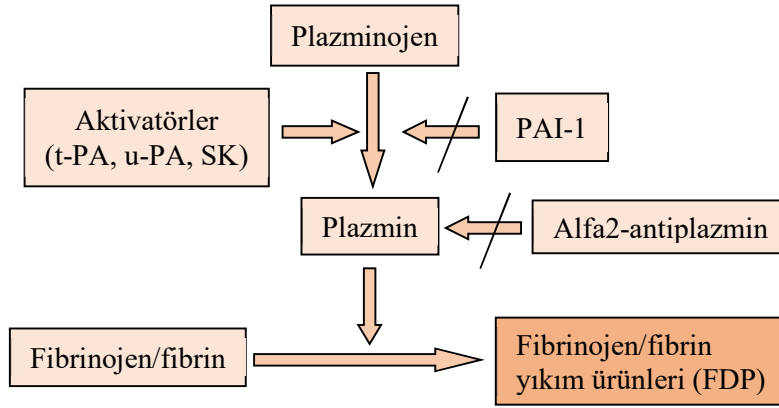 Plazminojen
Aktivatörler
(t-PA, u-PA, SK)
PAI-1
Plazmin
Alfa2-antiplazmin
Fibrinojen/fibrin
Fibrinojen/fibrin
yıkım ürünleri (FDP)